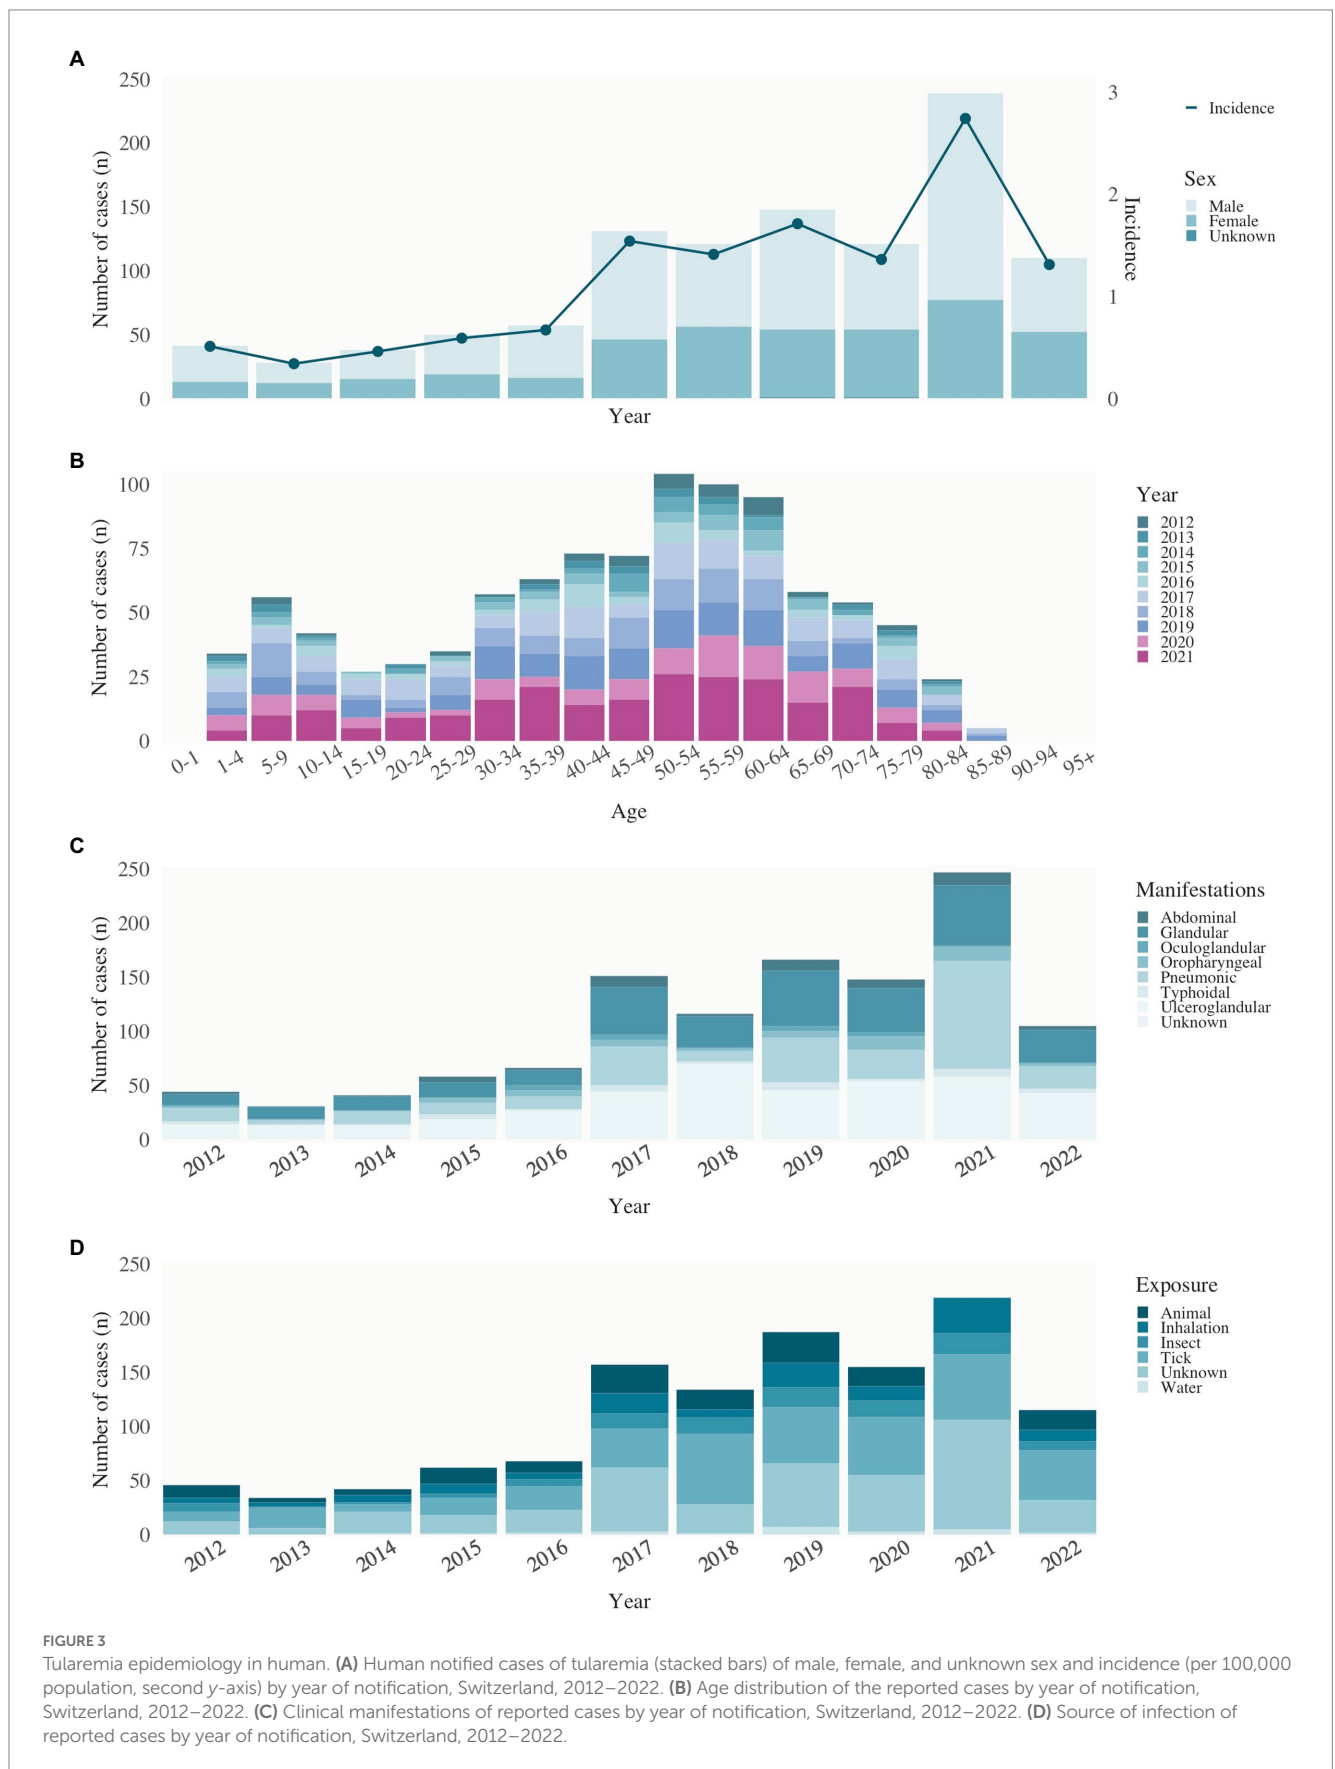 A
250
200
150
100
50
0
Number of cases (n)
3
2
1
0
Incidence
Year
Incidence
Sex
Male
Female
Unknown
B
100
75
50
25
0
Number of cases (n)
0-1 1-4 5-9 10-14 15-19 20-24 25-29 30-34 35-39 40-44 45-49 50-54 55-59 60-64 65-69 70-74 75-79 80-84 85-89 90-94 95+
Age
Year
2012
2013
2014
2015
2016
2017
2018
2019
2020
2021
C
250
200
150
100
50
0
Number of cases (n)
2012 2013 2014 2015 2016 2017 2018 2019 2020 2021 2022
Year
Manifestations
Abdominal
Glandular
Oculoglandular
Oropharyngeal
Pneumonic
Typhoidal
Ulceroglandular
Unknown
D
250
200
150
100
50
0
Number of cases (n)
2012 2013 2014 2015 2016 2017 2018 2019 2020 2021 2022
Year
Exposure
Animal
Inhalation
Insect
Tick
Unknown
Water
FIGURE 3
Tularemia epidemiology in human. (A) Human notified cases of tularemia (stacked bars) of male, female, and unknown sex and incidence (per 100,000
population, second y-axis) by year of notification, Switzerland, 2012–2022. (B) Age distribution of the reported cases by year of notification,
Switzerland, 2012–2022. (C) Clinical manifestations of reported cases by year of notification, Switzerland, 2012–2022. (D) Source of infection of
reported cases by year of notification, Switzerland, 2012–2022.